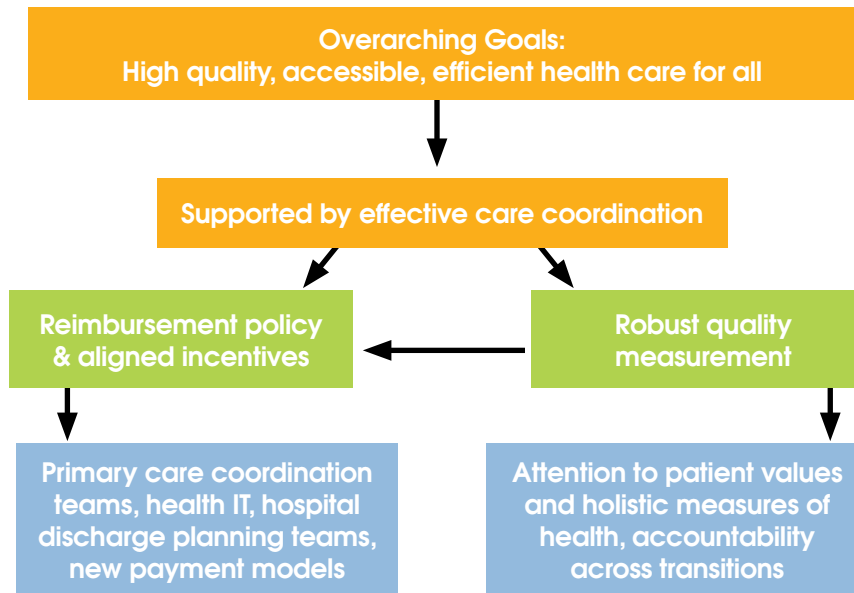 Overarching Goals:
High quality, accessible, efficient health care for all
Supported by effective care coordination
Reimbursement policy
& aligned incentives
Robust quality
measurement
Primary care coordination
teams, health IT, hospital
discharge planning teams,
new payment models
Attention to patient values
and holistic measures of
health, accountability
across transitions